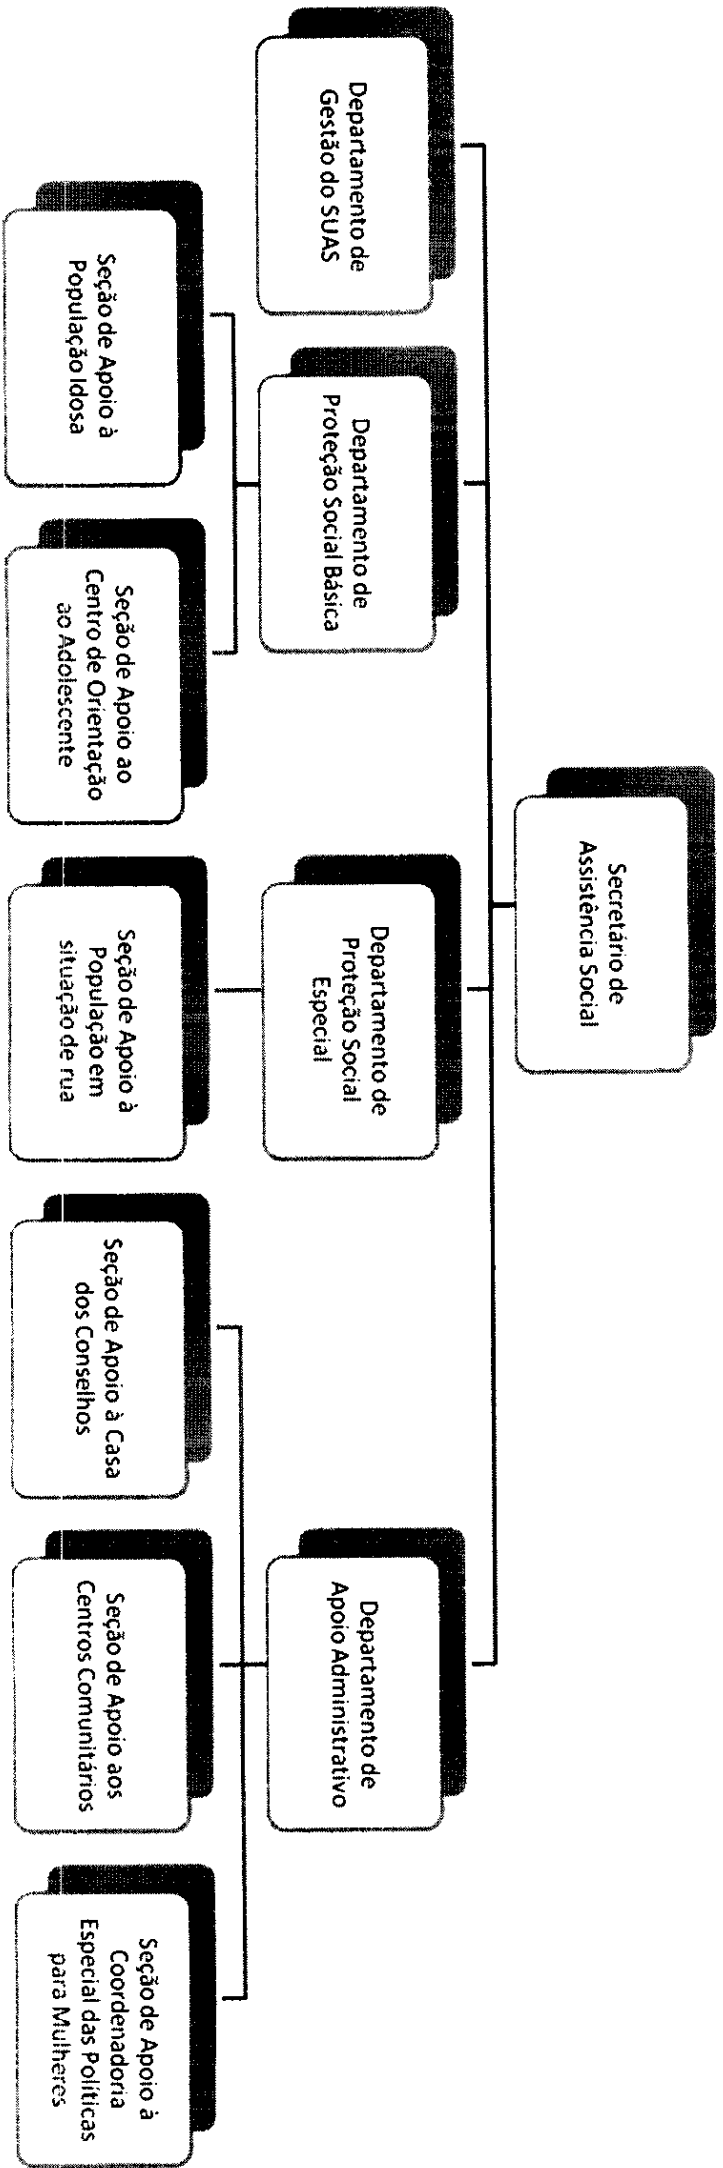 Secretário de
Assistência Social
Departamento de
Gestão do SUAS
Departamento de
Proteção Social Básica
Departamento de
Proteção Social
Especial
Departamento de
Apoio Administrativo
Seção de Apoio à
População Idosa
Seção de Apoio ao
Centro de Orientação
ao Adolescente
Seção de Apoio à
População em
situação de rua
Seção de Apoio à Casa
dos Conselhos
Seção de Apoio aos
Centros Comunitários
Seção de Apoio à
Coordenadoria
Especial das Políticas
para Mulheres